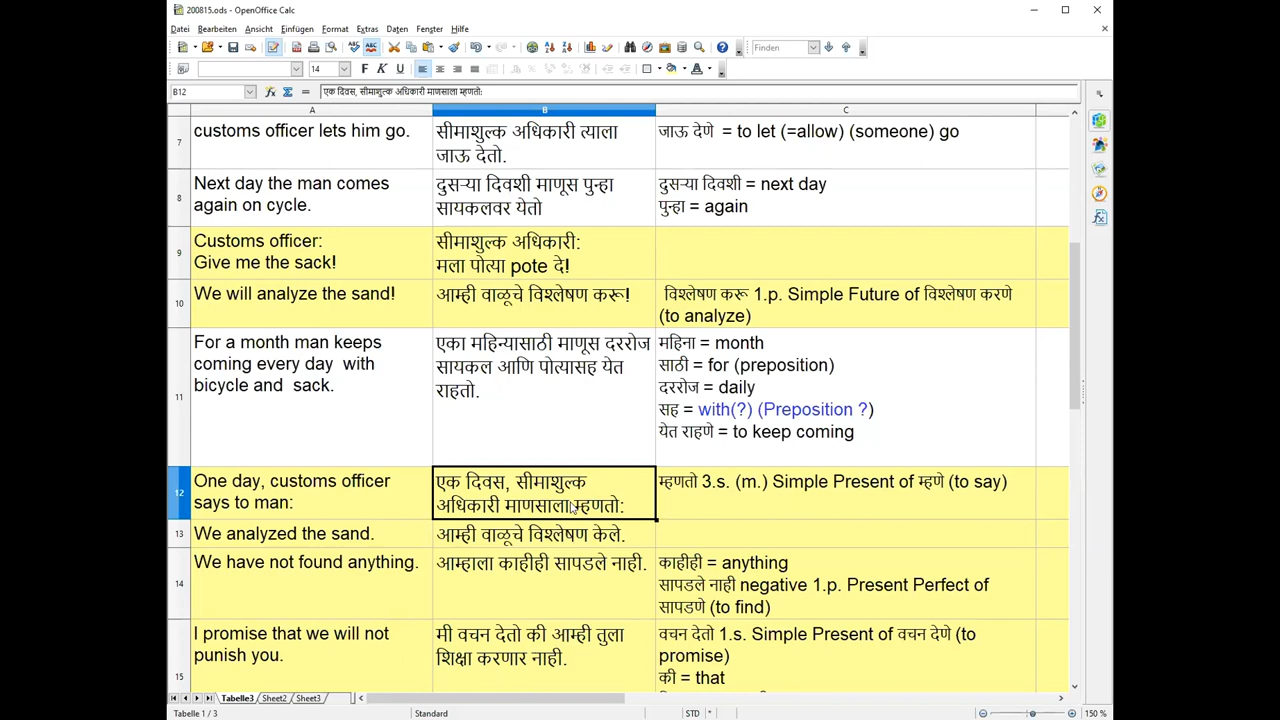 200815.ods - OpenOffice Calc
Datei Bearbeiten Ansicht Einfügen Format Extras Daten Fenster Hilfe
Finden
14
B12
एक दिवस, सीमाशुल्क अधिकारी माणसाला म्हणतो:
A B C
7
customs officer lets him go.
सीमाशुल्क अधिकारी त्याला
जाऊ देतो.
जाऊ देणे = to let (=allow) (someone) go
8
Next day the man comes
again on cycle.
दुसऱ्या दिवशी माणूस पुन्हा
सायकलवर येतो
दुसऱ्या दिवशी = next day
पुन्हा = again
9
Customs officer:
Give me the sack!
सीमाशुल्क अधिकारी:
मला पोत्या pote दे!
10
We will analyze the sand!
आम्ही वाळूचे विश्लेषण करू!
विश्लेषण करू 1.p. Simple Future of विश्लेषण करणे
(to analyze)
11
For a month man keeps
coming every day with
bicycle and sack.
एका महिन्यासाठी माणूस दररोज
सायकल आणि पोत्यासह येत
राहतो.
महिना = month
साठी = for (preposition)
दररोज = daily
सह = with(?) (Preposition ?)
येत राहणे = to keep coming
12
One day, customs officer
says to man:
एक दिवस, सीमाशुल्क
अधिकारी माणसाला म्हणतो:
म्हणतो 3.s. (m.) Simple Present of म्हणे (to say)
13
We analyzed the sand.
आम्ही वाळूचे विश्लेषण केले.
14
We have not found anything.
आम्हाला काहीही सापडले नाही.
काहीही = anything
सापडले नाही negative 1.p. Present Perfect of
सापडणे (to find)
15
I promise that we will not
punish you.
मी वचन देतो की आम्ही तुला
शिक्षा करणार नाही.
वचन देतो 1.s. Simple Present of वचन देणे (to
promise)
की = that
Tabelle3 Sheet2 Sheet3
Tabelle 1 / 3
Standard
STD
*
150 %